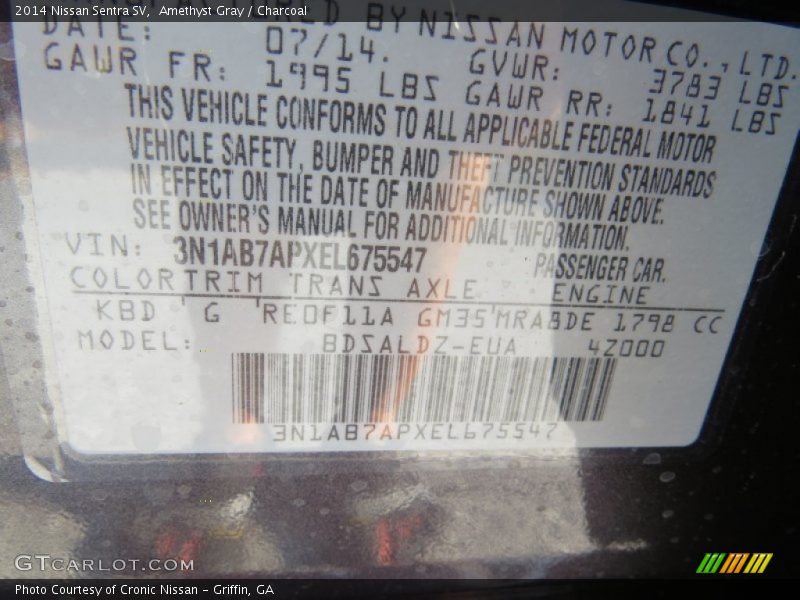 2014 Nissan Sentra SV,  Amethyst Gray / Charcoal
BY NISSAN MOTOR CO., LTD.
DATE: 07/14. GVWR: 3783 LBS
GAWR FR: 1995 LBS GAWR RR: 1841 LBS
THIS VEHICLE CONFORMS TO ALL APPLICABLE FEDERAL MOTOR
VEHICLE SAFETY, BUMPER AND THEFT PREVENTION STANDARDS
IN EFFECT ON THE DATE OF MANUFACTURE SHOWN ABOVE.
SEE OWNER'S MANUAL FOR ADDITIONAL INFORMATION.
VIN: 3N1AB7APXEL675547 PASSENGER CAR.
COLOR TRIM TRANS AXLE ENGINE
KBD G RE0F11A GM35 MRA8DE 1798 CC
MODEL: BDSALDZ-EUA 4Z000
3N1AB7APXEL675547
GTCARLOT.COM
Photo Courtesy of Cronic Nissan - Griffin, GA